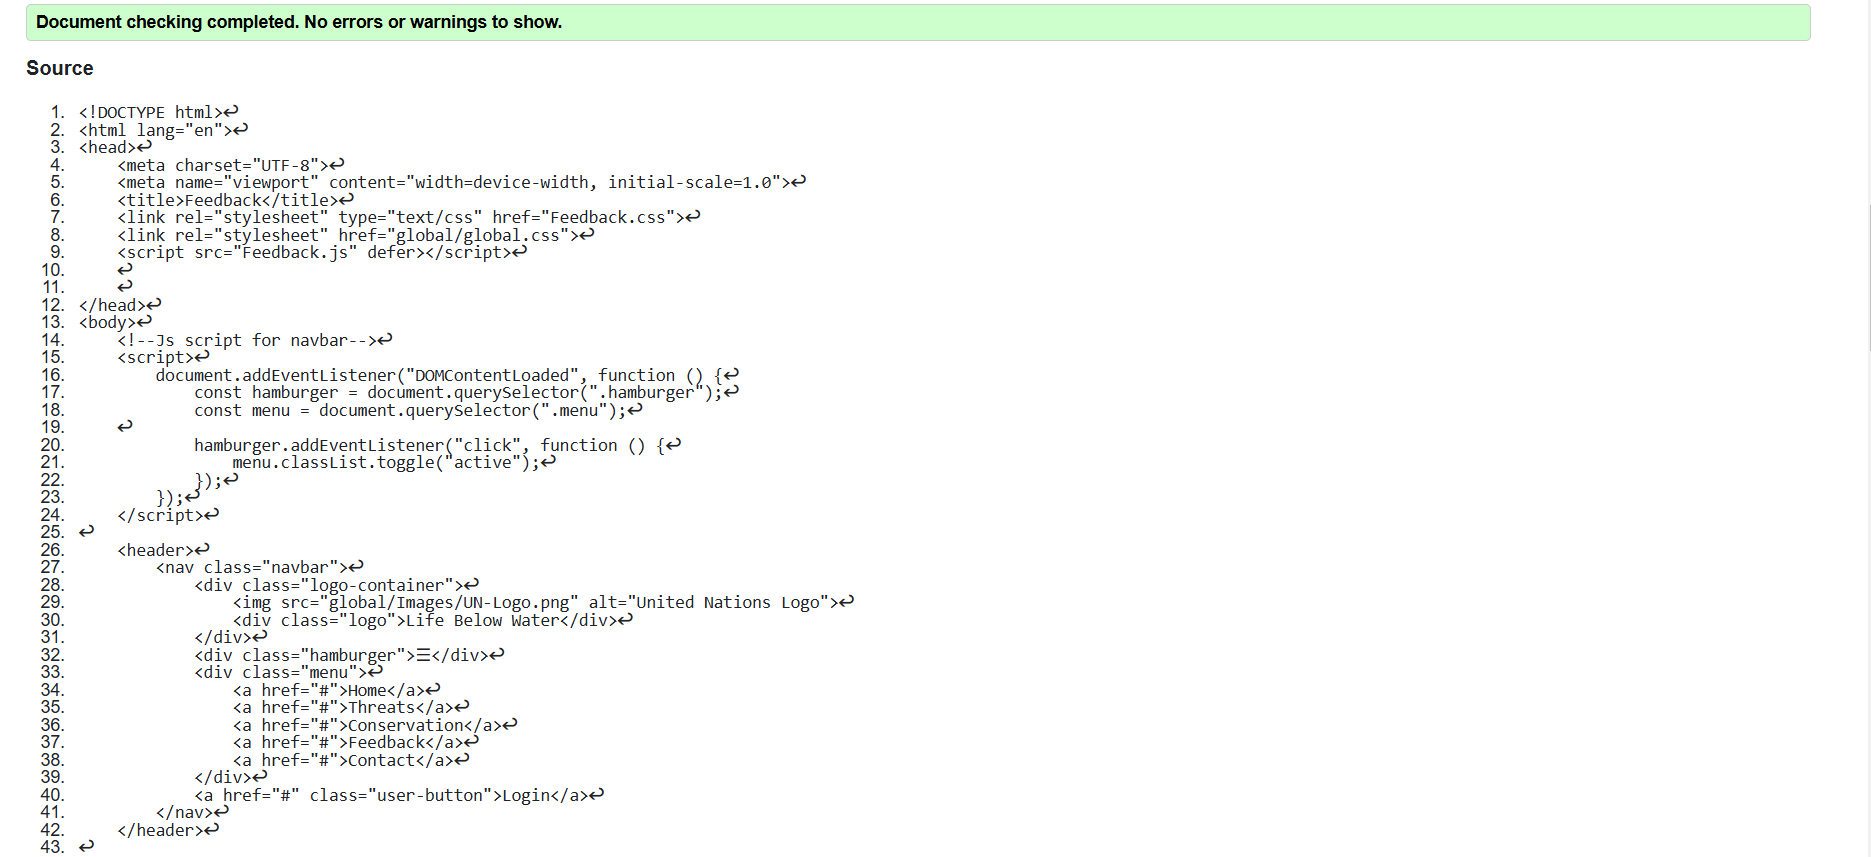 Document checking completed. No errors or warnings to show.
Source
1. <!DOCTYPE html>↩
2. <html lang="en">↩
3. <head>↩
4.     <meta charset="UTF-8">↩
5.     <meta name="viewport" content="width=device-width, initial-scale=1.0">↩
6.     <title>Feedback</title>↩
7.     <link rel="stylesheet" type="text/css" href="Feedback.css">↩
8.     <link rel="stylesheet" href="global/global.css">↩
9.     <script src="Feedback.js" defer></script>↩
10.     ↩
11.     ↩
12. </head>↩
13. <body>↩
14.     <!--Js script for navbar-->↩
15.     <script>↩
16.         document.addEventListener("DOMContentLoaded", function () {↩
17.             const hamburger = document.querySelector(".hamburger");↩
18.             const menu = document.querySelector(".menu");↩
19.     ↩
20.             hamburger.addEventListener("click", function () {↩
21.                 menu.classList.toggle("active");↩
22.             });↩
23.         });↩
24.     </script>↩
25. ↩
26.     <header>↩
27.         <nav class="navbar">↩
28.             <div class="logo-container">↩
29.                 <img src="global/Images/UN-Logo.png" alt="United Nations Logo">↩
30.                 <div class="logo">Life Below Water</div>↩
31.             </div>↩
32.             <div class="hamburger">☰</div>↩
33.             <div class="menu">↩
34.                 <a href="#">Home</a>↩
35.                 <a href="#">Threats</a>↩
36.                 <a href="#">Conservation</a>↩
37.                 <a href="#">Feedback</a>↩
38.                 <a href="#">Contact</a>↩
39.             </div>↩
40.             <a href="#" class="user-button">Login</a>↩
41.         </nav>↩
42.     </header>↩
43. ↩